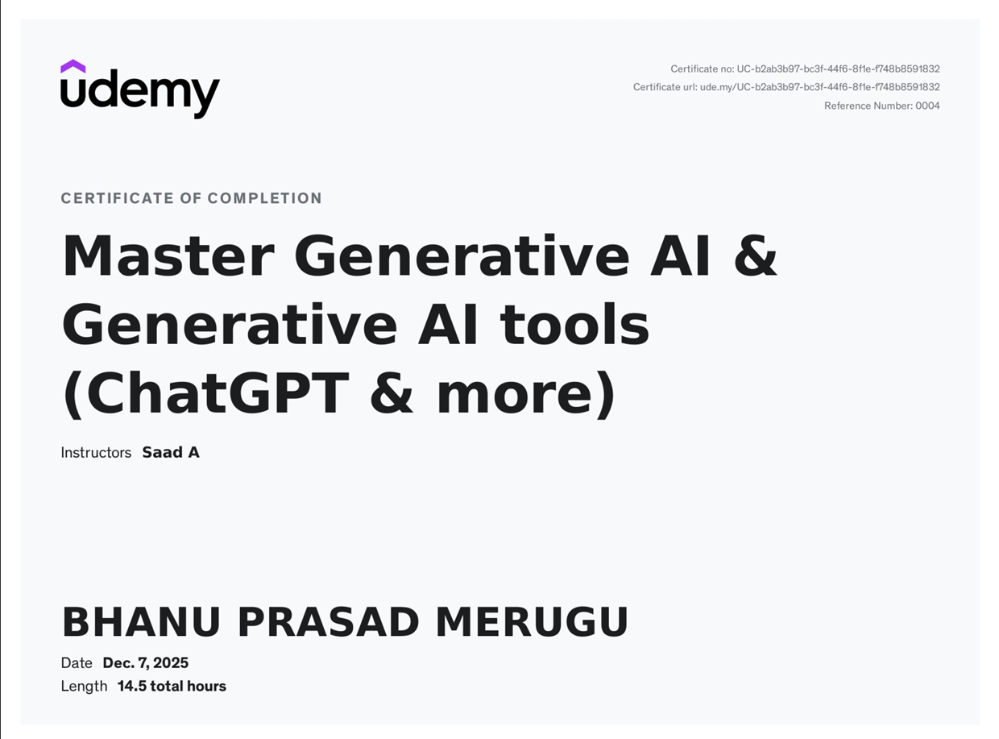 udemy
Certificate no: UC-b2ab3b97-bc3f-44f6-8f1e-f748b8591832
Certificate url: ude.my/UC-b2ab3b97-bc3f-44f6-8f1e-f748b8591832
Reference Number: 0004
CERTIFICATE OF COMPLETION
Master Generative AI &
Generative AI tools
(ChatGPT & more)
Instructors Saad A
BHANU PRASAD MERUGU
Date Dec. 7, 2025
Length 14.5 total hours